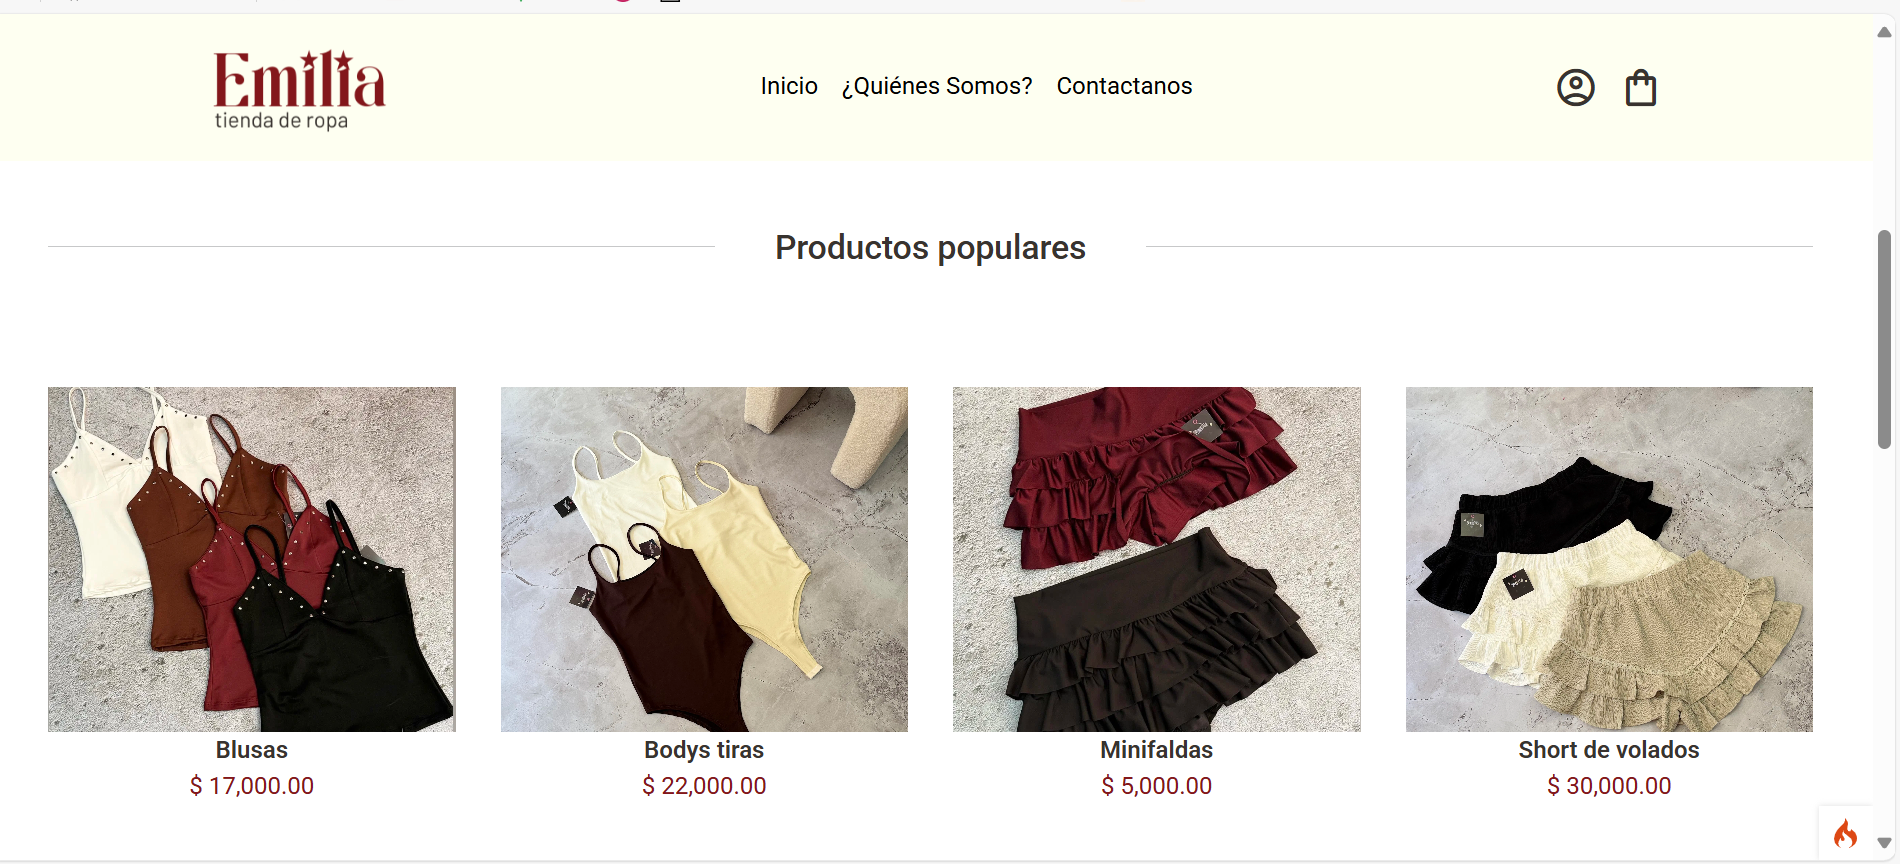 Emilia
tienda de ropa
Inicio ¿Quiénes Somos? Contactanos
Productos populares
Blusas
$ 17,000.00
Bodys tiras
$ 22,000.00
Minifaldas
$ 5,000.00
Short de volados
$ 30,000.00